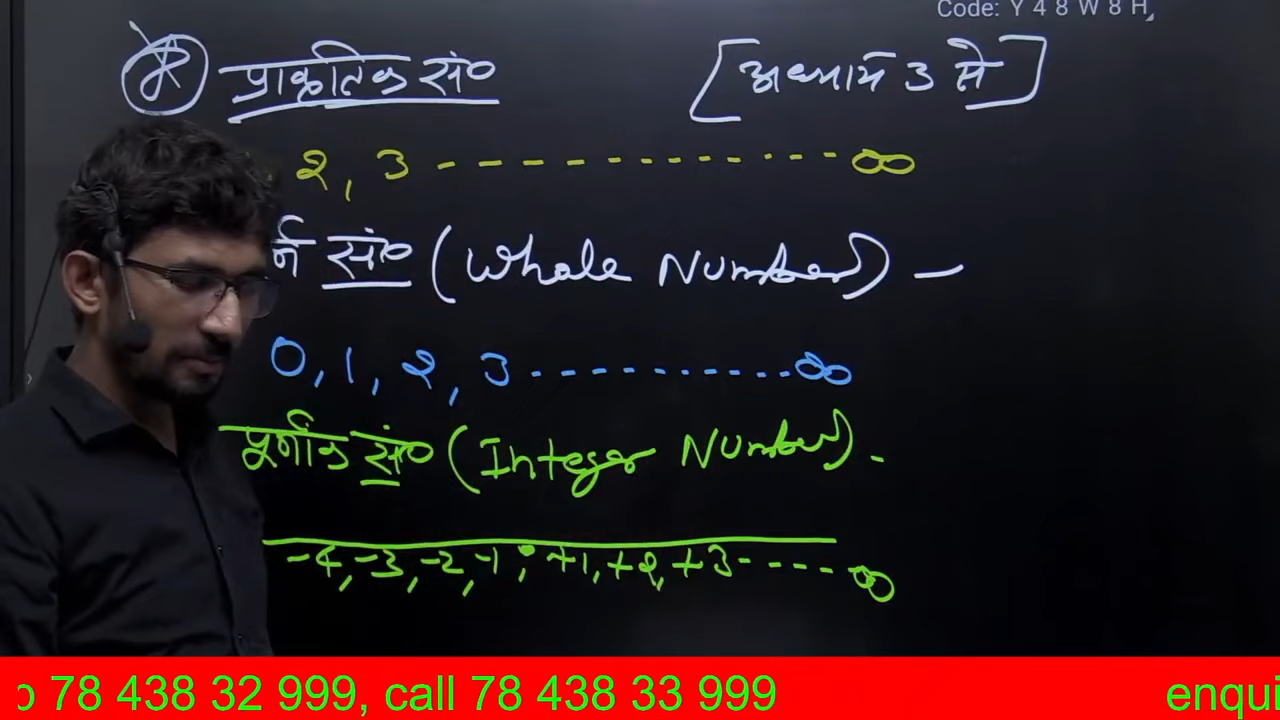 Code: Y 4 8 W 8 H
प्राकृतिक सं०
[अध्याय 3 से]
2, 3 - - - - - - - - - - - - ∞
सं० (Whole Number) -
0, 1, 2, 3 - - - - - - - - - - ∞
पूर्णांक सं० (Integer Number) -
-4, -3, -2, -1, +1, +2, +3 - - - - ∞
78 438 32 999, call 78 438 33 999
enqui